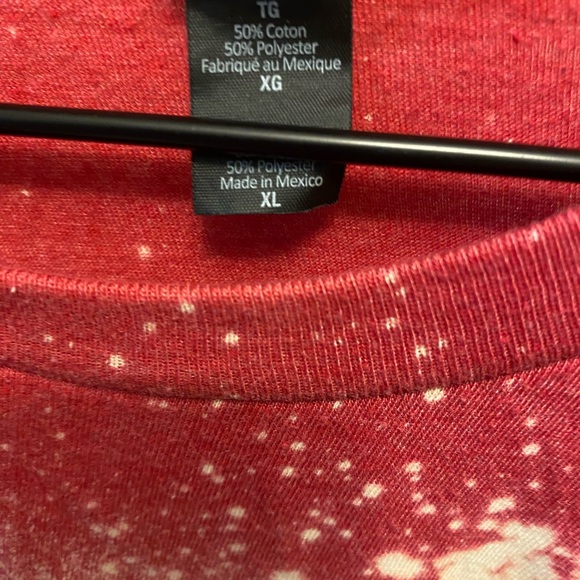 TG
50% Coton
50% Polyester
Fabriqué au Mexique
XG
50% Polyester
Made in Mexico
XL